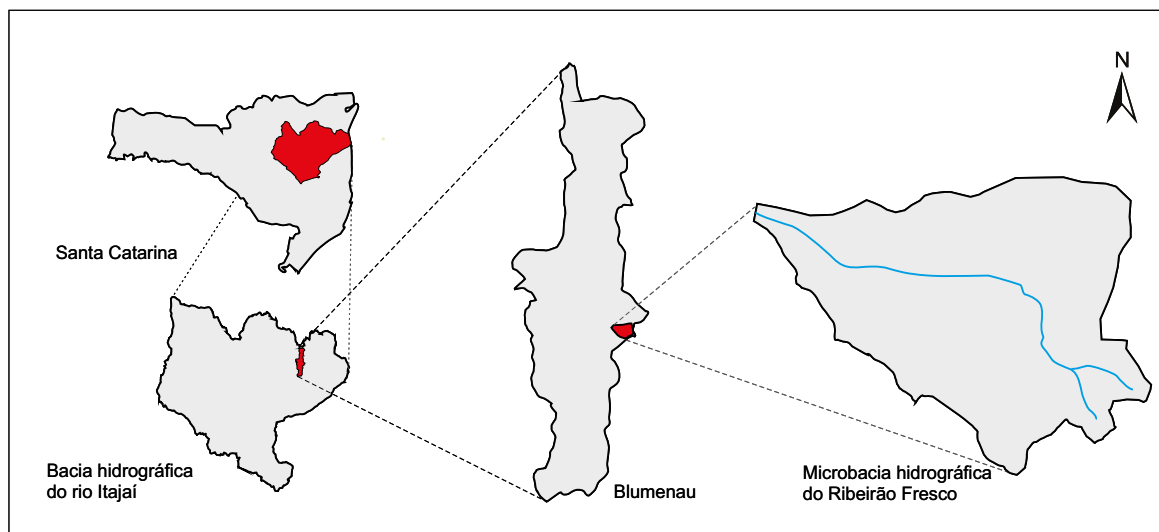 N
Santa Catarina
Bacia hidrográfica
do rio Itajaí
Blumenau
Microbacia hidrográfica
do Ribeirão Fresco